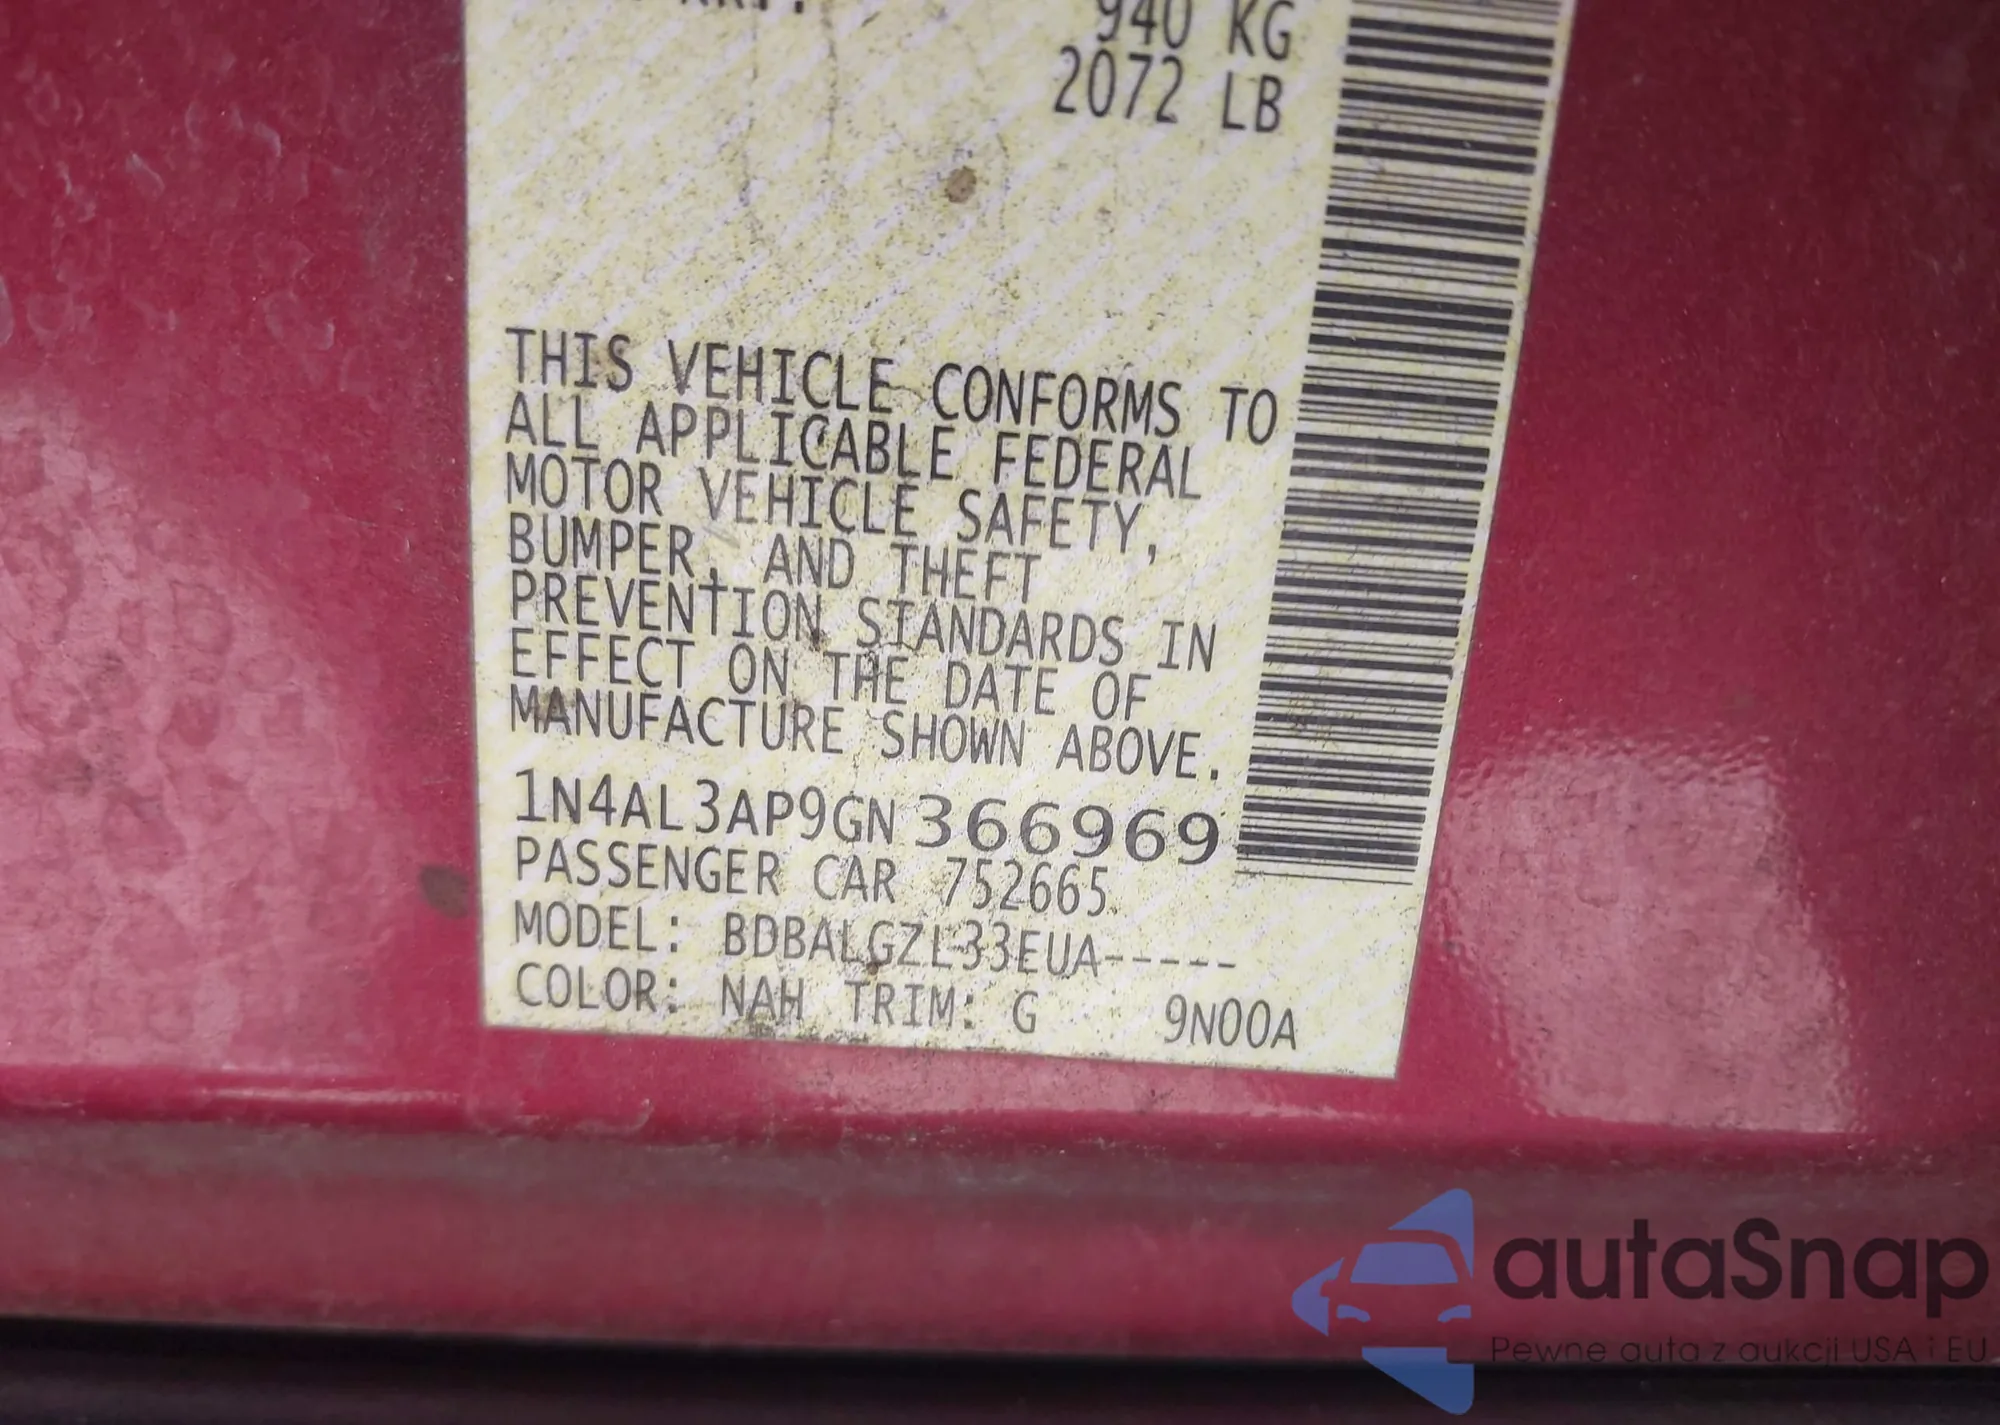 940 KG
2072 LB
THIS VEHICLE CONFORMS TO
ALL APPLICABLE FEDERAL
MOTOR VEHICLE SAFETY,
BUMPER, AND THEFT
PREVENTION STANDARDS IN
EFFECT ON THE DATE OF
MANUFACTURE SHOWN ABOVE.
1N4AL3AP9GN366969
PASSENGER CAR 752665
MODEL: BDBALGZL33EUA-----
COLOR: NAH TRIM: G 9N00A
autaSnap
Pewne auta z aukcji USA i EU